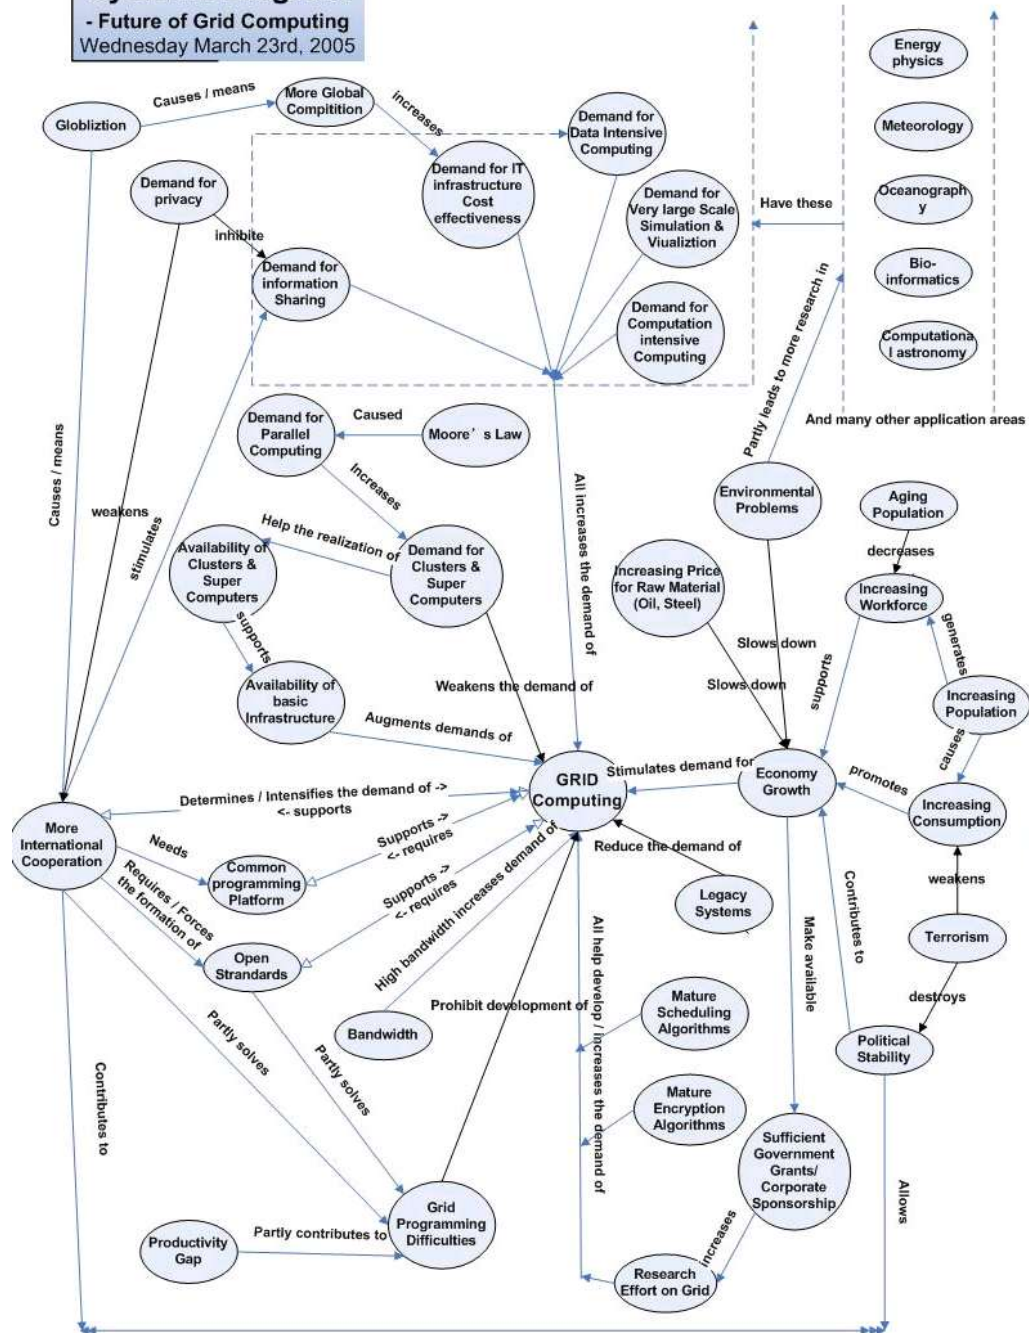 - Future of Grid Computing
Wednesday March 23rd, 2005
Energy
physics
Causes / means
More Global
Compitition
increases
Globliztion
Demand for
Data Intensive
Computing
Meteorology
Demand for IT
infrastructure
Cost
effectiveness
Demand for
privacy
Demand for
Very large Scale
Simulation &
Viualiztion
Have these
Oceanograph
y
inhibite
Demand for
information
Sharing
Bio-
informatics
Demand for
Computation
intensive
Computing
Computationa
l astronomy
Partly leads to more research in
And many other application areas
Demand for
Parallel
Computing
Caused
Moore's Law
Causes / means
weakens
stimulates
Increases
All increases the demand of
Environmental
Problems
Aging
Population
decreases
Help the realization of
Availability of
Clusters &
Super
Computers
Demand for
Clusters &
Super
Computers
Increasing Price
for Raw Material
(Oil, Steel)
Increasing
Workforce
generates
supports
Slows down
Slows down
supports
Availability of
basic
Infrastructure
Weakens the demand of
Augments demands of
Increasing
Population
causes
GRID
Computing
Stimulates demand for
Economy
Growth
promotes
Increasing
Consumption
Determines / Intensifies the demand of ->
<- supports
More
International
Cooperation
Needs
Supports ->
<- requires
Common
programming
Platform
Reduce the demand of
Requires / Forces
the formation of
Supports ->
<- requires
High bandwidth increases demand of
Legacy
Systems
weakens
Contributes to
Make available
Terrorism
Open
Strandards
destroys
All help develop / increases the demand of
Prohibit development of
Mature
Scheduling
Algorithms
Bandwidth
Political
Stability
Partly solves
Partly solves
Contributes to
Mature
Encryption
Algorithms
Sufficient
Government
Grants/
Corporate
Sponsorship
Allows
Grid
Programming
Difficulties
Productivity
Gap
Partly contributes to
increases
Research
Effort on Grid